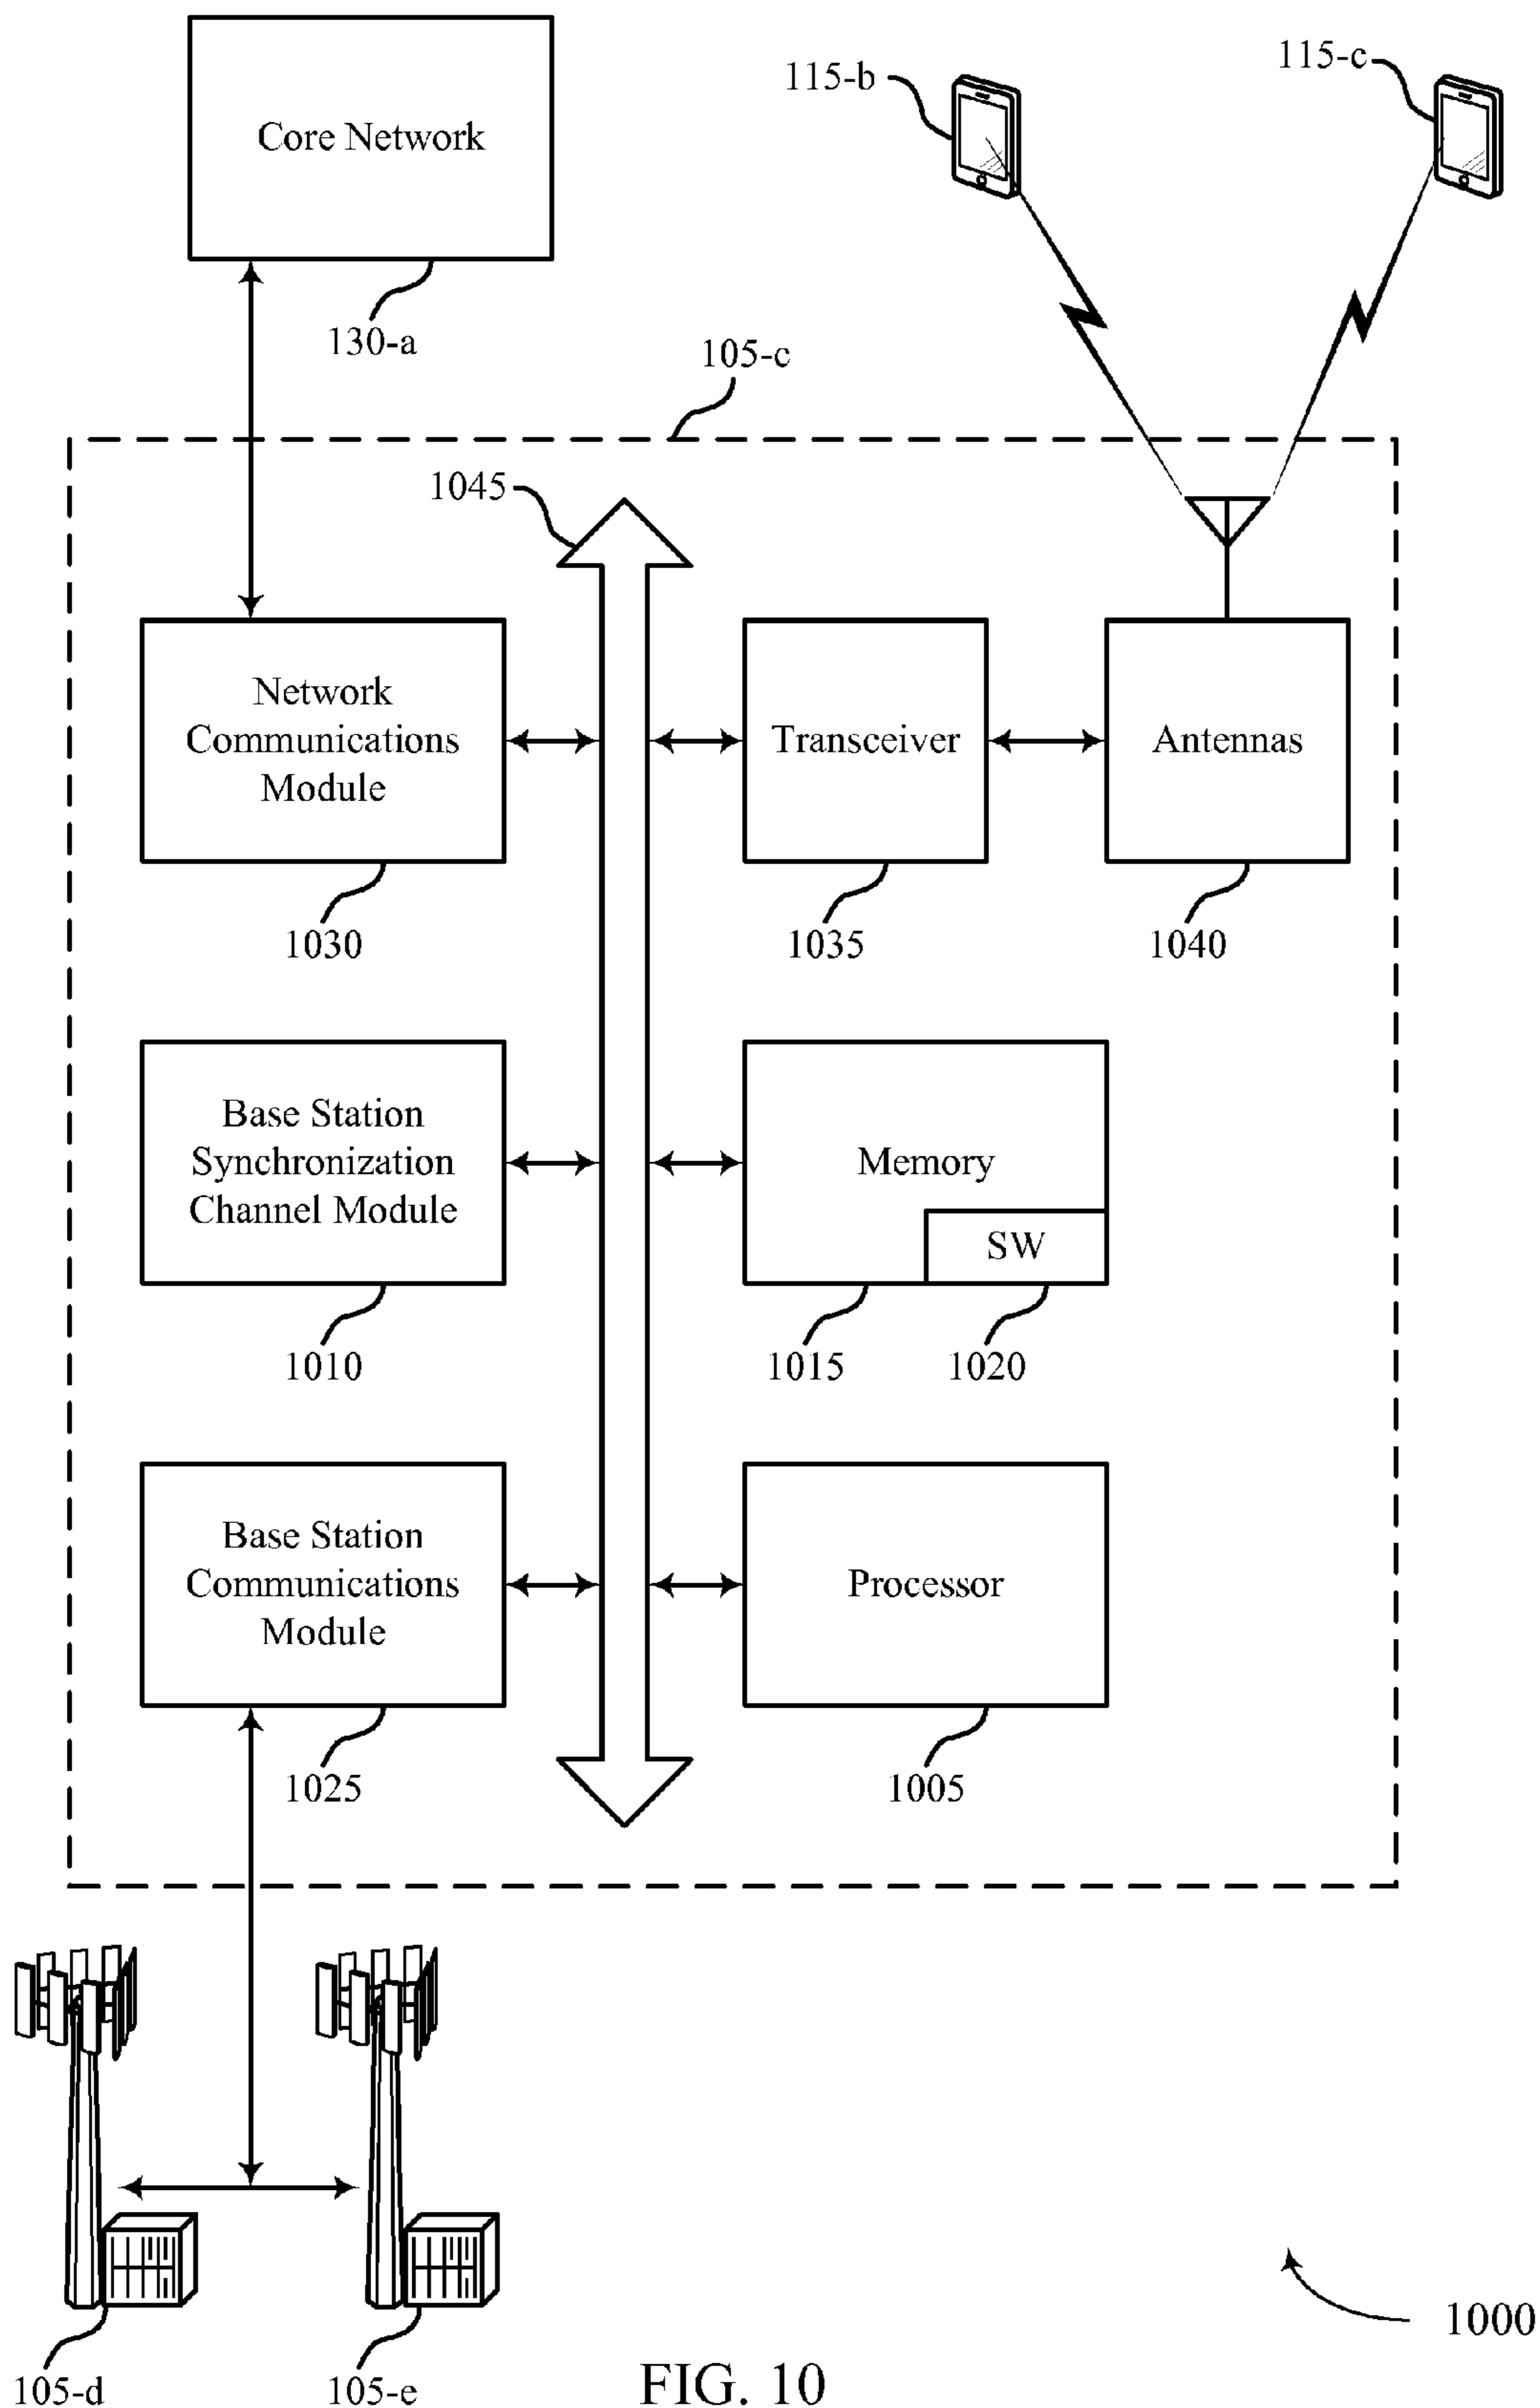 Core Network
130-a
115-b
115-c
105-c
1045
Network
Communications
Module
1030
Transceiver
1035
Antennas
1040
Base Station
Synchronization
Channel Module
1010
Memory
SW
1015
1020
Base Station
Communications
Module
1025
Processor
1005
105-d
105-e
1000
FIG. 10